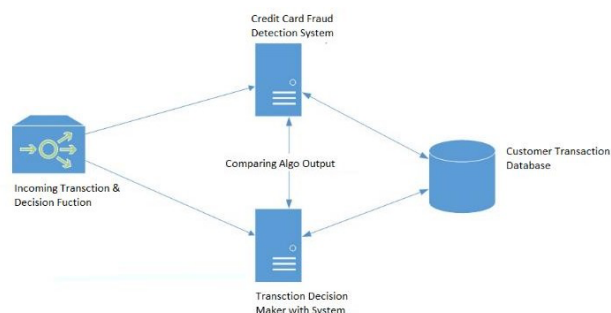 Credit Card Fraud
Detection System
Comparing Algo Output
Customer Transaction
Database
Incoming Transction &
Decision Fuction
Transction Decision
Maker with System